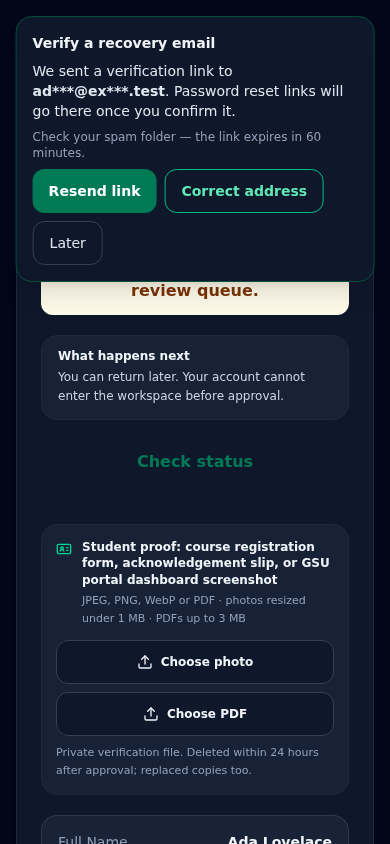 Verify a recovery email
We sent a verification link to
ad***@ex***.test. Password reset links will
go there once you confirm it.
Check your spam folder — the link expires in 60
minutes.
Resend link
Correct address
Later
review queue.
What happens next
You can return later. Your account cannot
enter the workspace before approval.
Check status
Student proof: course registration
form, acknowledgement slip, or GSU
portal dashboard screenshot
JPEG, PNG, WebP or PDF · photos resized
under 1 MB · PDFs up to 3 MB
Choose photo
Choose PDF
Private verification file. Deleted within 24 hours
after approval; replaced copies too.
Full Name
Ada Lovelace